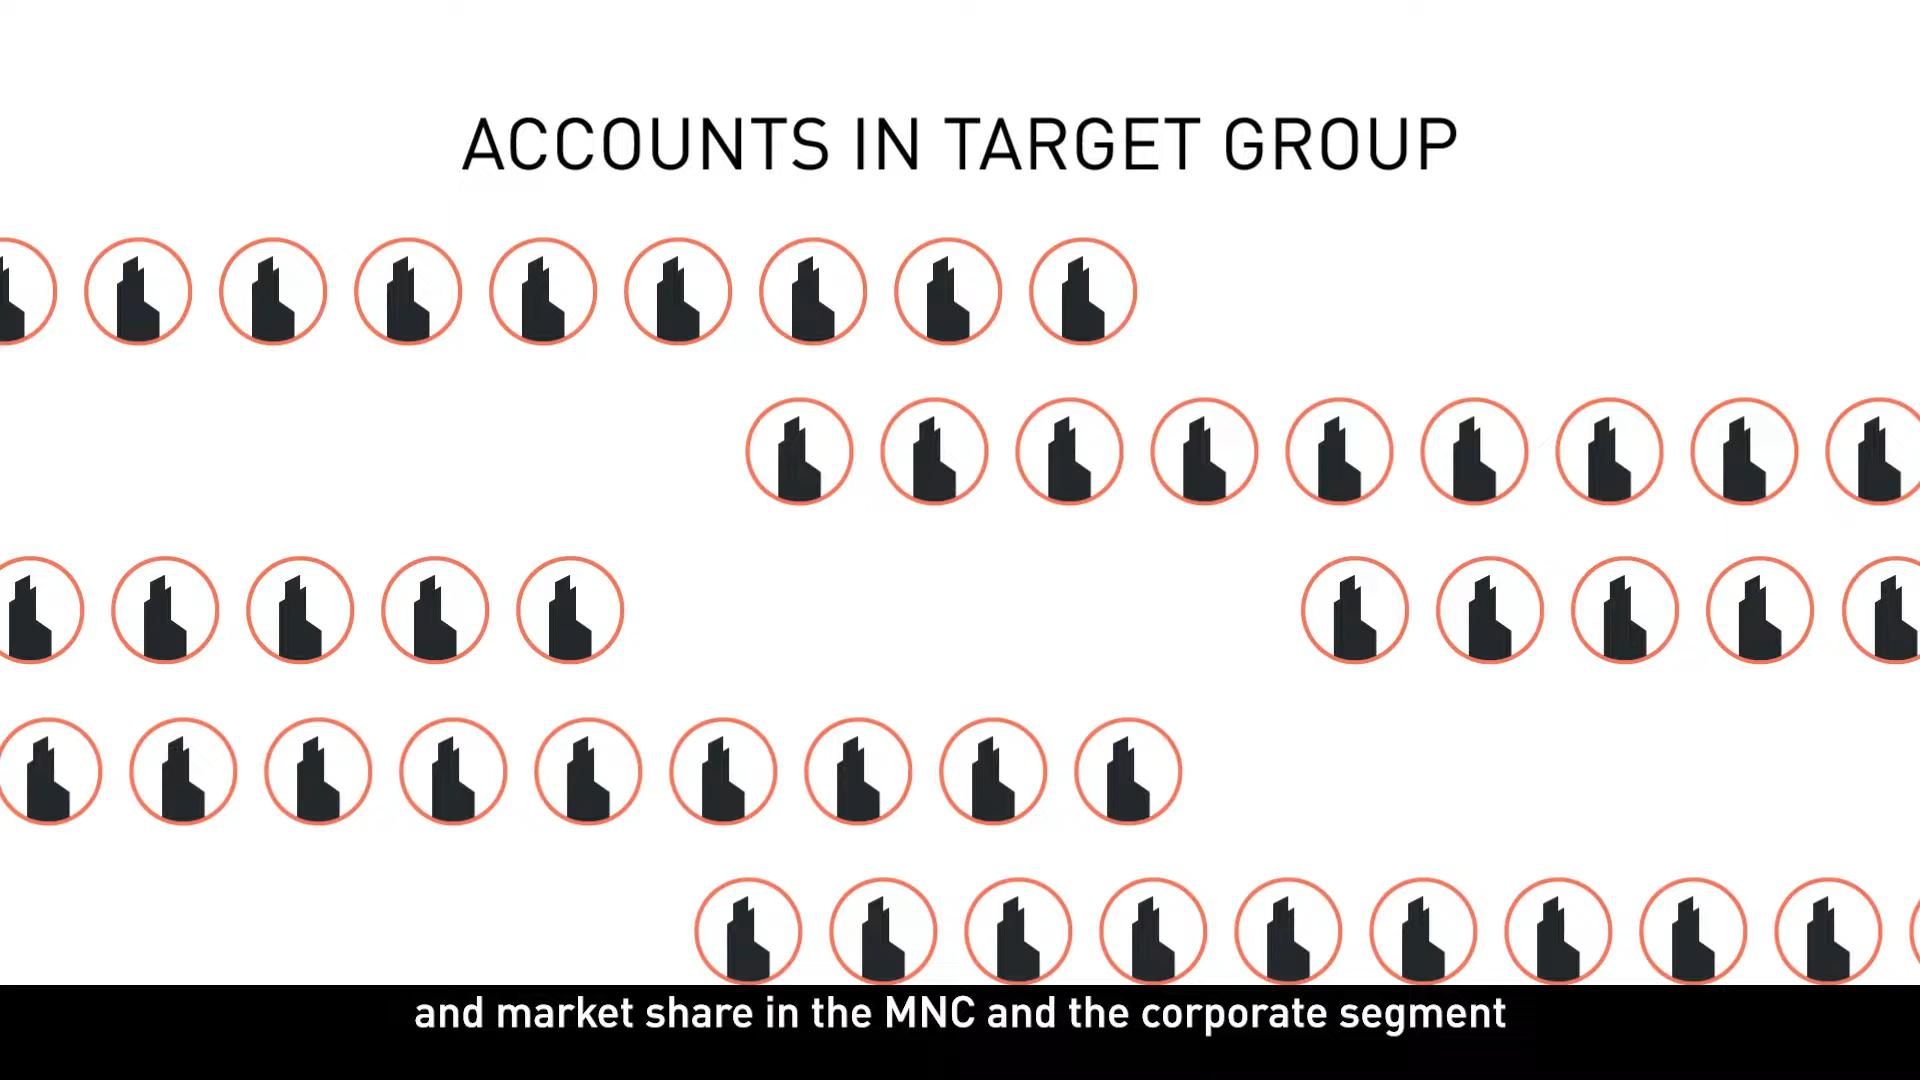 ACCOUNTS IN TARGET GROUP
and market share in the MNC and the corporate segment